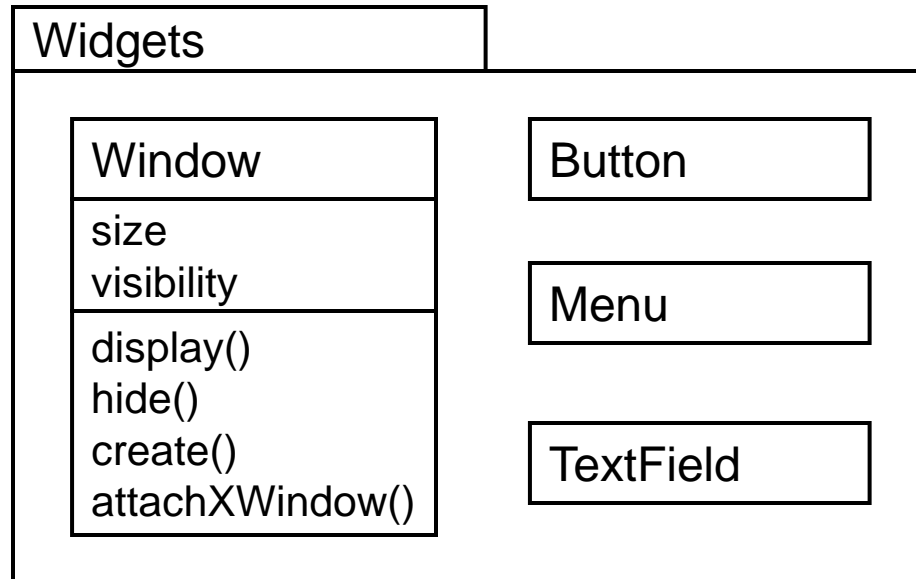 Widgets
Window
size
visibility
display()
hide()
create()
attachXWindow()
Button
Menu
TextField